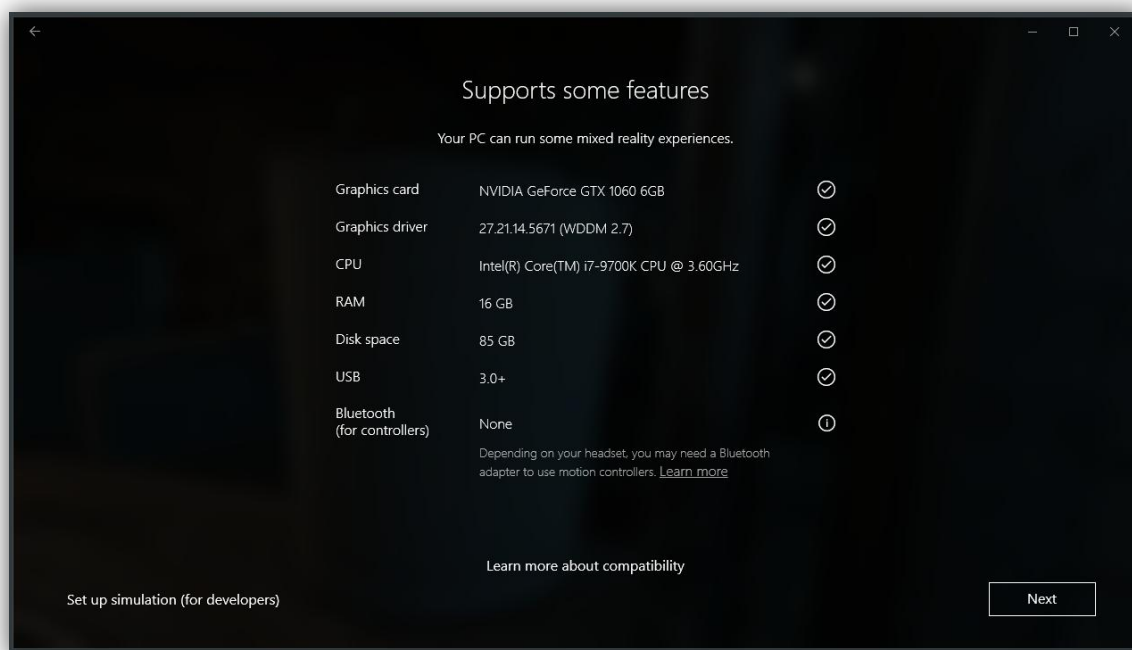 Supports some features
Your PC can run some mixed reality experiences.
Graphics card NVIDIA GeForce GTX 1060 6GB
Graphics driver 27.21.14.5671 (WDDM 2.7)
CPU Intel(R) Core(TM) i7-9700K CPU @ 3.60GHz
RAM 16 GB
Disk space 85 GB
USB 3.0+
Bluetooth
(for controllers) None
Depending on your headset, you may need a Bluetooth
adapter to use motion controllers. Learn more
Learn more about compatibility
Set up simulation (for developers)
Next